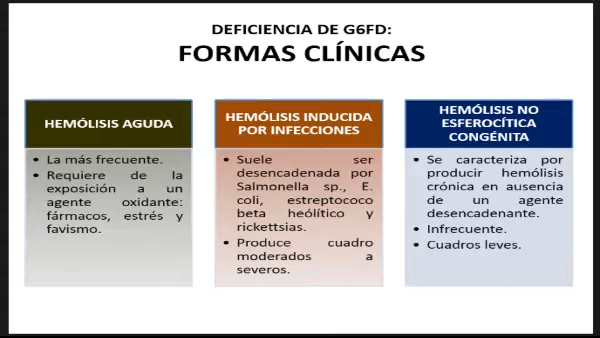 DEFICIENCIA DE G6FD:
FORMAS CLÍNICAS
HEMÓLISIS AGUDA
• La más frecuente.
• Requiere de la
exposición a un
agente oxidante:
fármacos, estrés y
favismo.
HEMÓLISIS INDUCIDA
POR INFECCIONES
• Suele ser
desencadenada por
Salmonella sp., E.
coli, estreptococo
beta heólítico y
rickettsias.
• Produce cuadro
moderados a
severos.
HEMÓLISIS NO
ESFEROCÍTICA
CONGÉNITA
• Se caracteriza por
producir hemólisis
crónica en ausencia
de un agente
desencadenante.
• Infrecuente.
• Cuadros leves.